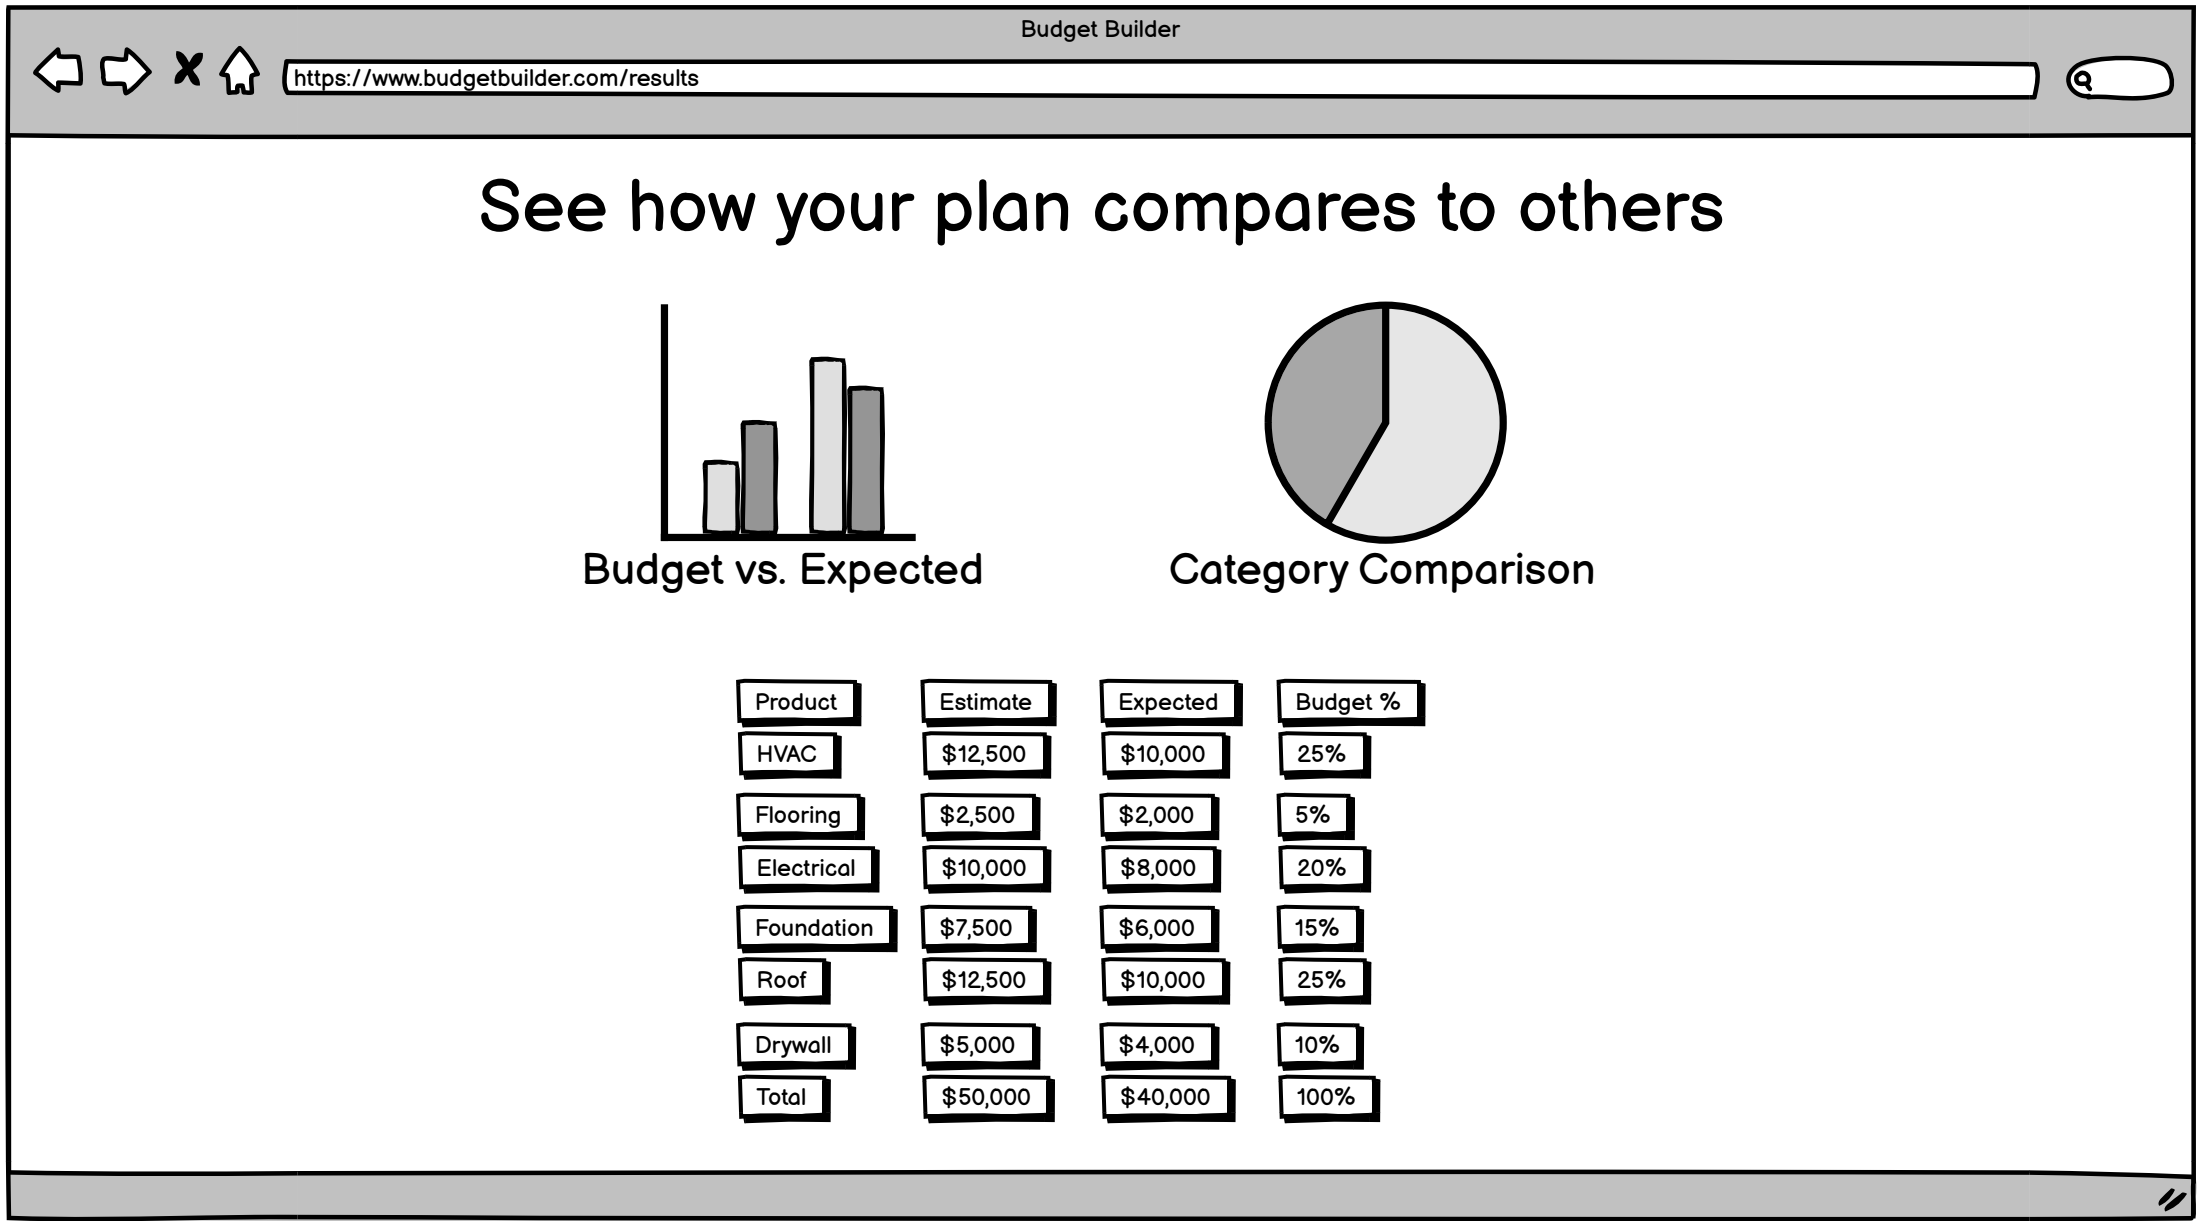 Budget Builder
https://www.budgetbuilder.com/results
See how your plan compares to others
Budget vs. Expected
Category Comparison
Product Estimate Expected Budget %
HVAC $12,500 $10,000 25%
Flooring $2,500 $2,000 5%
Electrical $10,000 $8,000 20%
Foundation $7,500 $6,000 15%
Roof $12,500 $10,000 25%
Drywall $5,000 $4,000 10%
Total $50,000 $40,000 100%